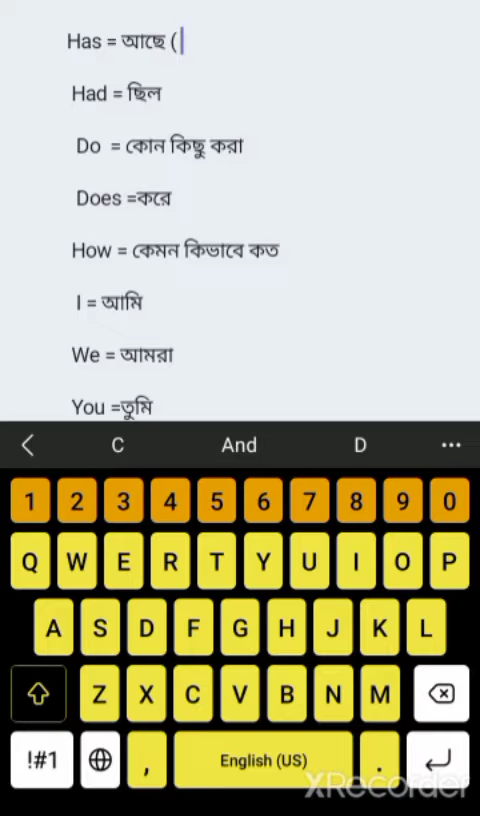 Has = আছে (
Had = ছিল
Do = কোন কিছু করা
Does =করে
How = কেমন কিভাবে কত
I = আমি
We = আমরা
You =তুমি
C And D ...
1 2 3 4 5 6 7 8 9 0
Q W E R T Y U I O P
A S D F G H J K L
Z X C V B N M
!#1 , English (US) .
XRecorder